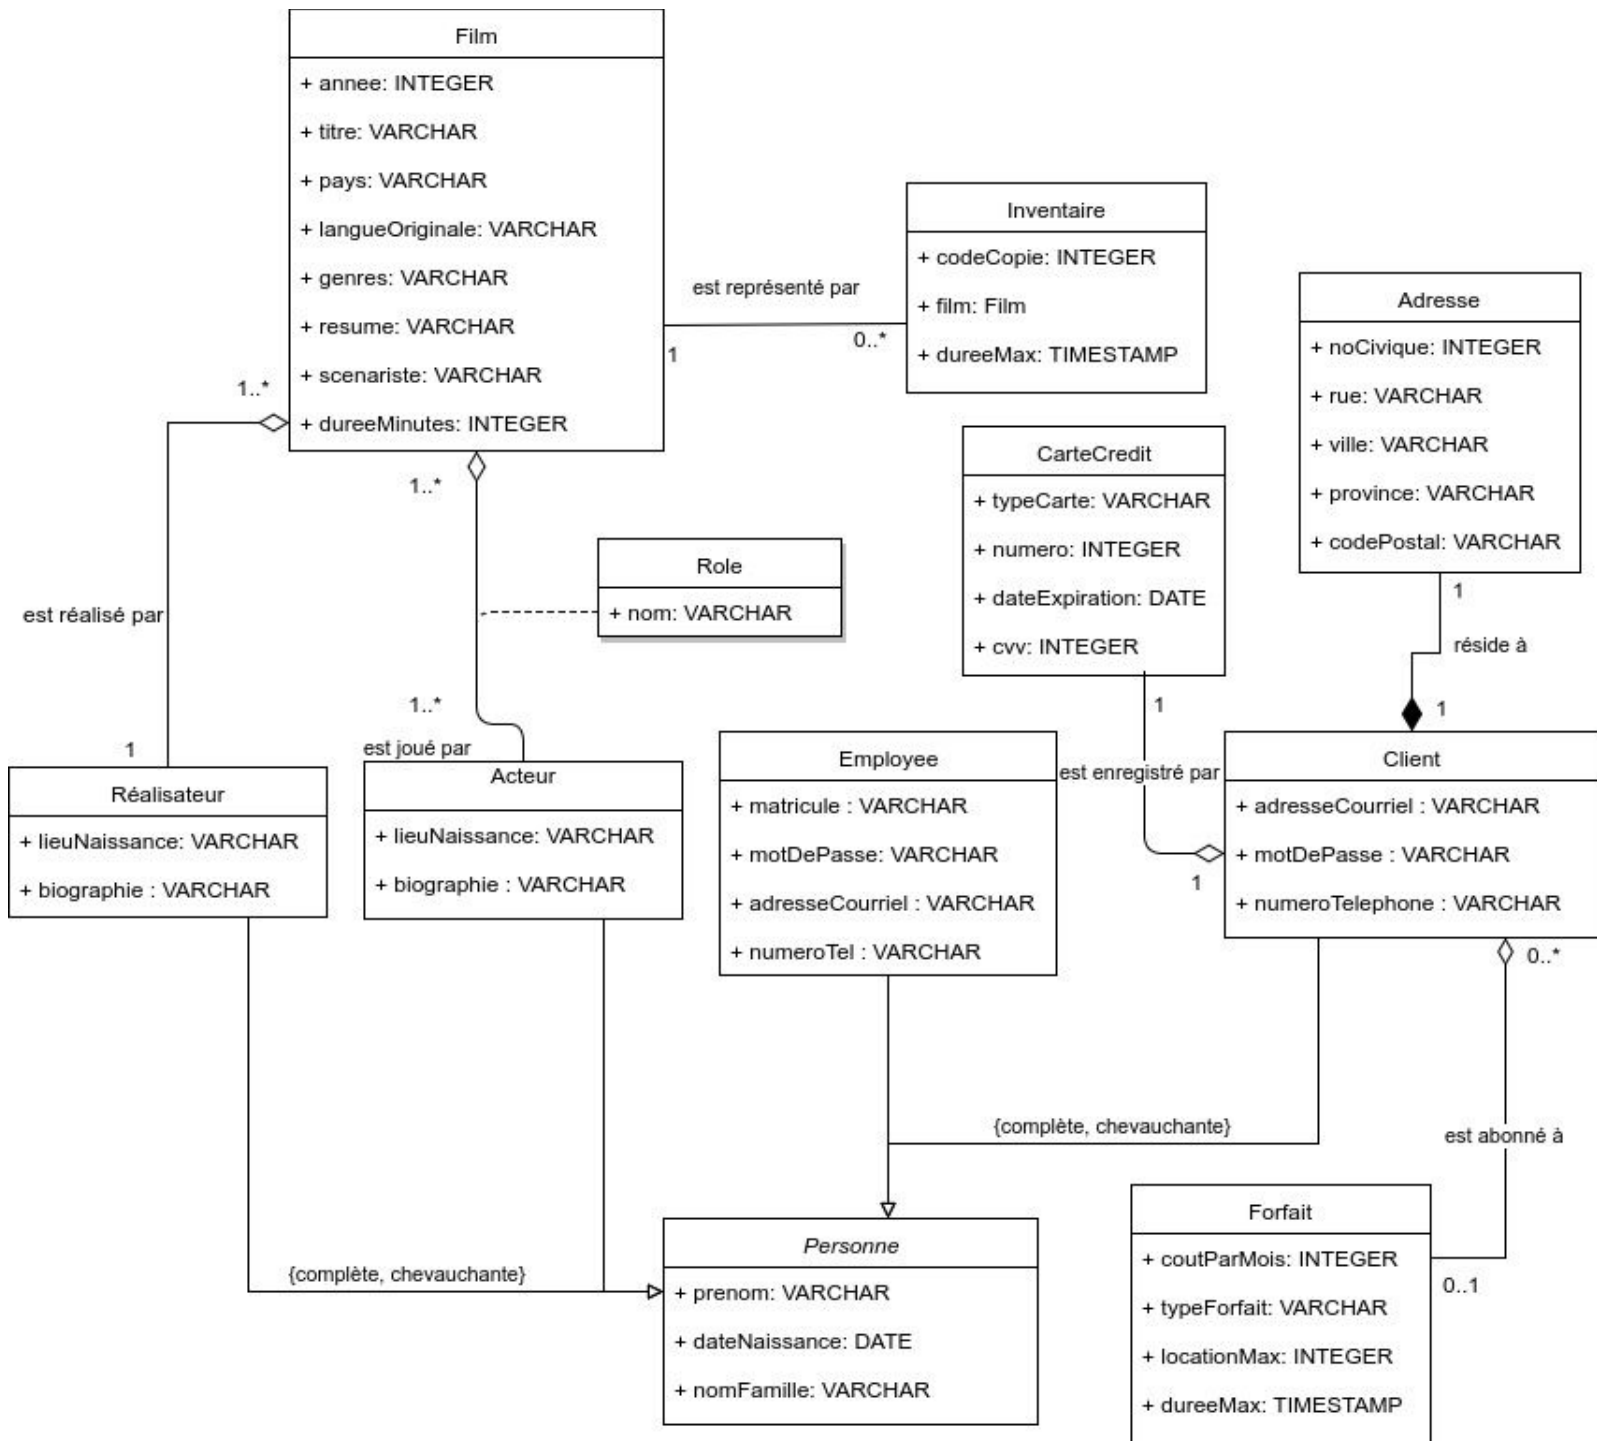 Film
+ annee: INTEGER
+ titre: VARCHAR
+ pays: VARCHAR
+ langueOriginale: VARCHAR
+ genres: VARCHAR
+ resume: VARCHAR
+ scenariste: VARCHAR
+ dureeMinutes: INTEGER
est représenté par
1
0..*
Inventaire
+ codeCopie: INTEGER
+ film: Film
+ dureeMax: TIMESTAMP
Adresse
+ noCivique: INTEGER
+ rue: VARCHAR
+ ville: VARCHAR
+ province: VARCHAR
+ codePostal: VARCHAR
1
réside à
1
CarteCredit
+ typeCarte: VARCHAR
+ numero: INTEGER
+ dateExpiration: DATE
+ cvv: INTEGER
1
est enregistré par
1
1..*
est réalisé par
1
1..*
Role
+ nom: VARCHAR
1..*
est joué par
Réalisateur
+ lieuNaissance: VARCHAR
+ biographie : VARCHAR
Acteur
+ lieuNaissance: VARCHAR
+ biographie : VARCHAR
Employee
+ matricule : VARCHAR
+ motDePasse: VARCHAR
+ adresseCourriel : VARCHAR
+ numeroTel : VARCHAR
Client
+ adresseCourriel : VARCHAR
+ motDePasse : VARCHAR
+ numeroTelephone : VARCHAR
0..*
est abonné à
0..1
{complète, chevauchante}
{complète, chevauchante}
Personne
+ prenom: VARCHAR
+ dateNaissance: DATE
+ nomFamille: VARCHAR
Forfait
+ coutParMois: INTEGER
+ typeForfait: VARCHAR
+ locationMax: INTEGER
+ dureeMax: TIMESTAMP